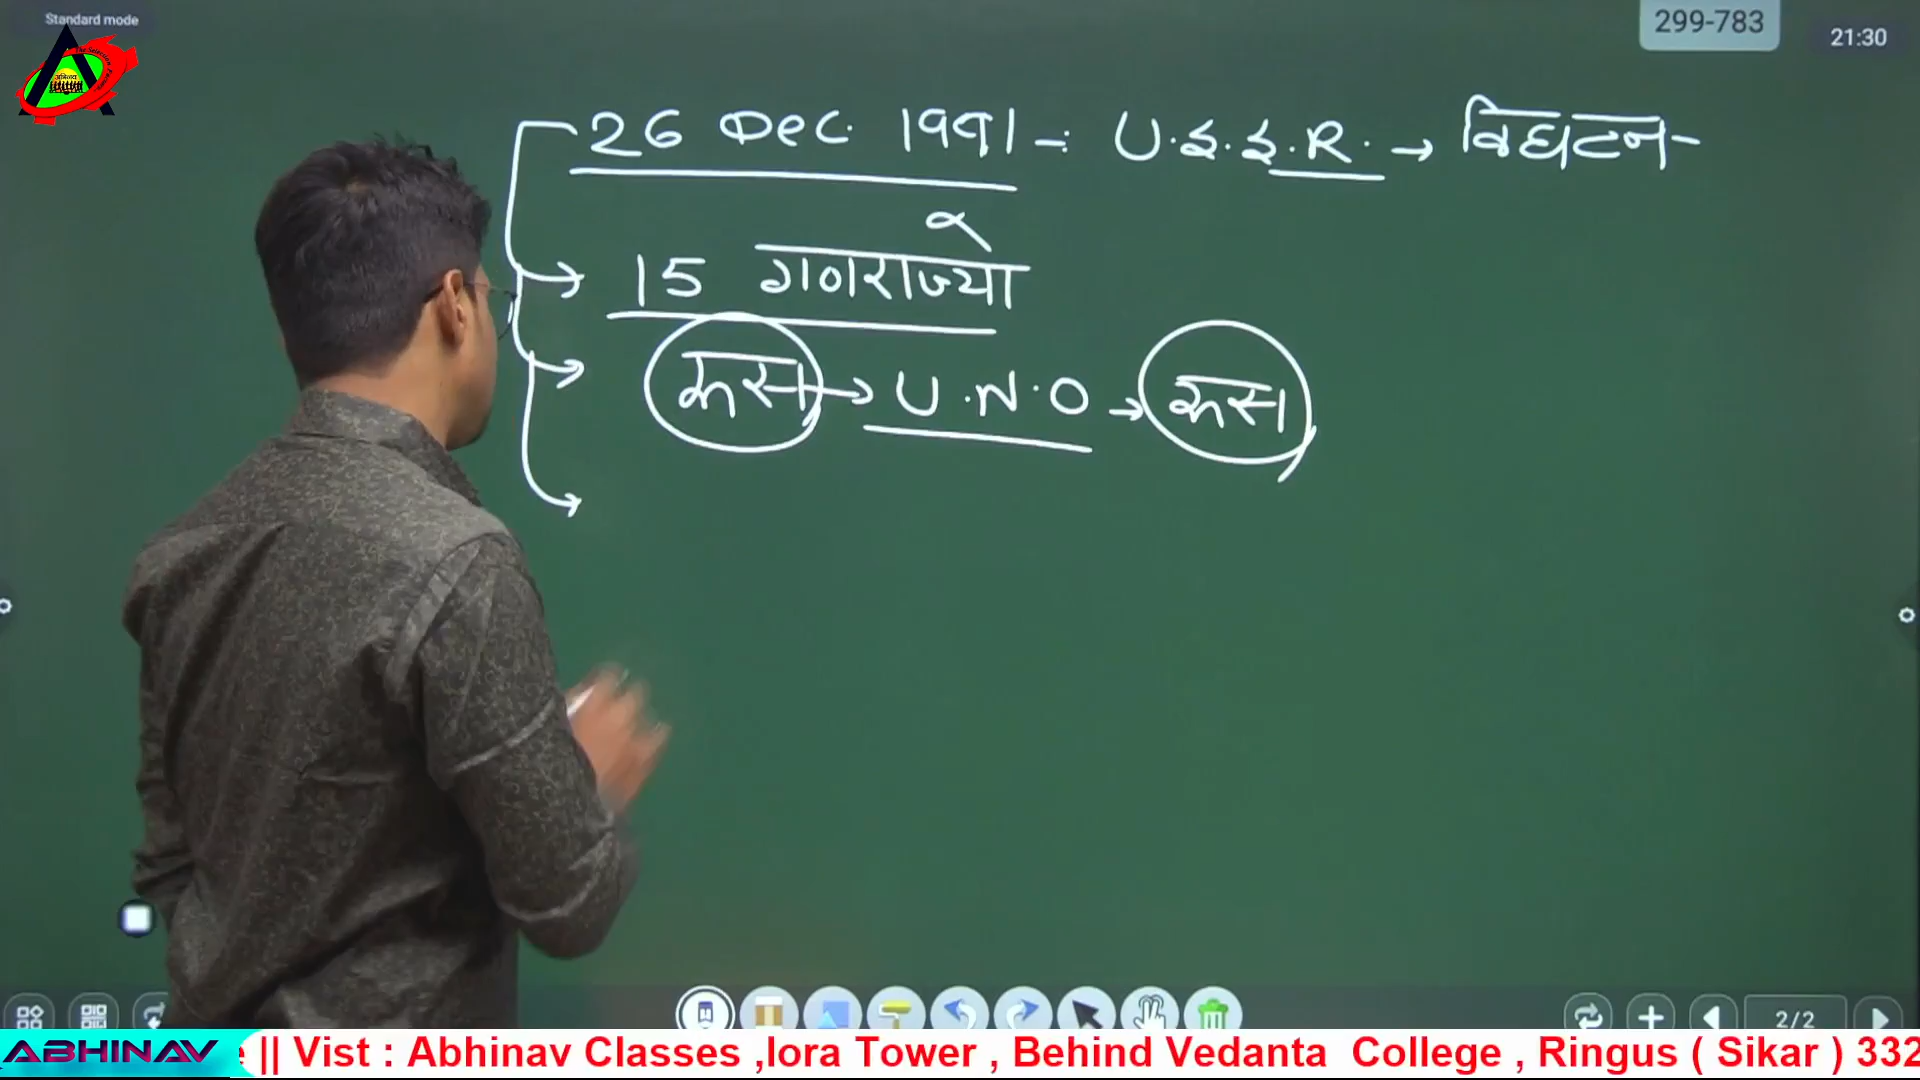 Standard mode
299-783
21:30
26 Dec. 1991 -: U.S.S.R. → विघटन-
15 गणराज्यो
रूस → U.N.O → रूस
2/2
ABHINAV
|| Vist : Abhinav Classes ,Iora Tower , Behind Vedanta College , Ringus ( Sikar ) 332